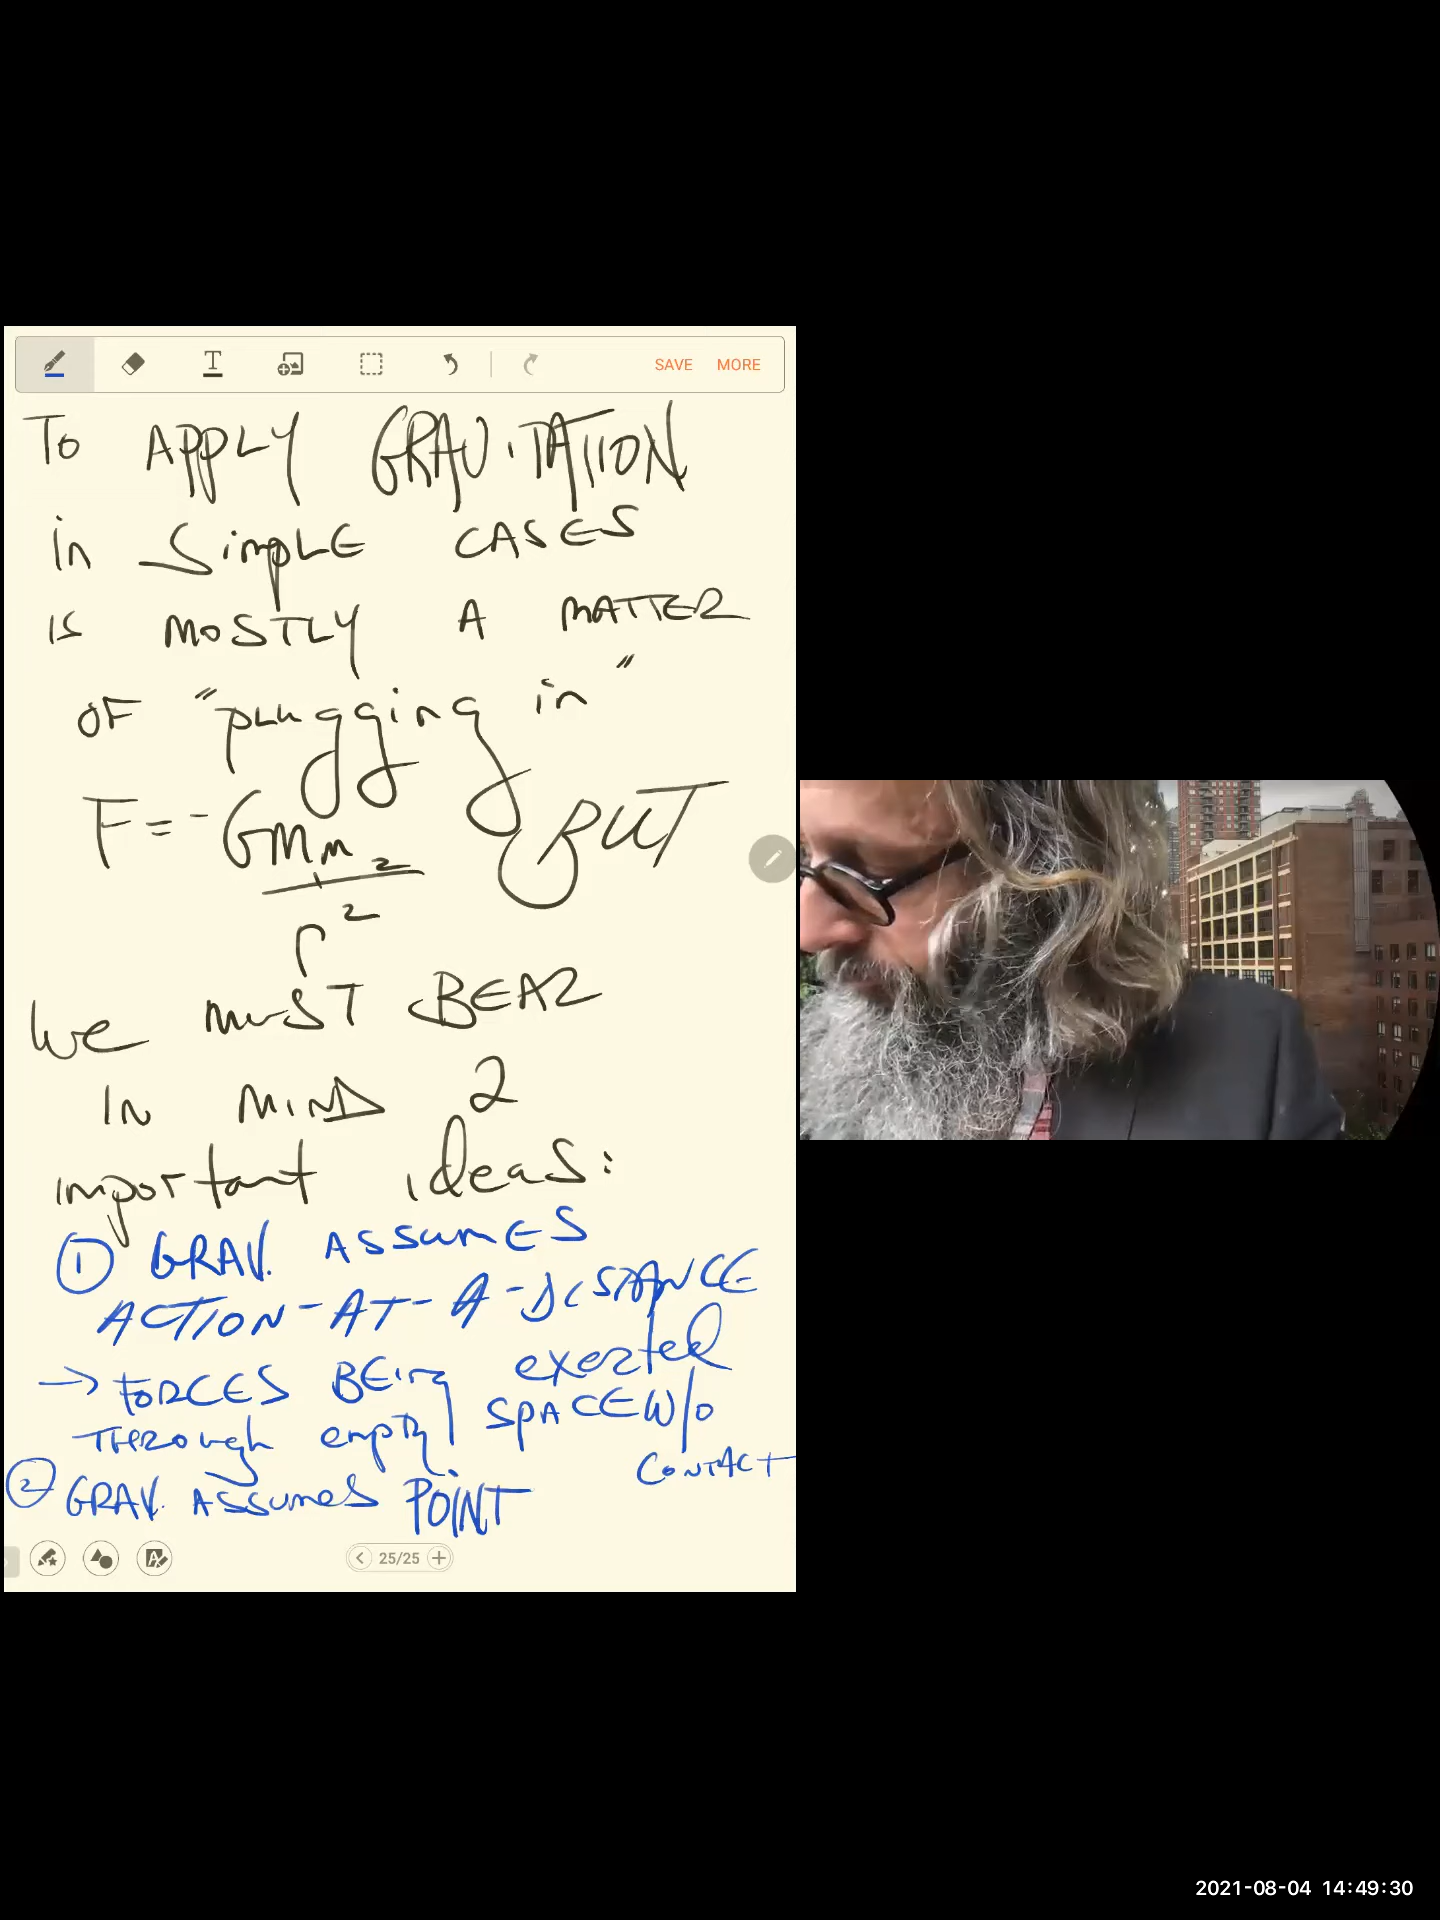 SAVE MORE
To APPLY GRAVITATION
in SimpLE CASES
is MOSTLY A MATTER
OF "plugging in"
F = - GM₁m₂ BUT
r²
We MUST BEAR
IN MIND 2
important ideas:
① GRAV. ASSUMES
ACTION-AT-A-DISTANCE
→ FORCES BEing exerted
THROUGH empty SPACE W/O
CONTACT
② GRAV. ASSUMES POINT
25/25
2021-08-04 14:49:30